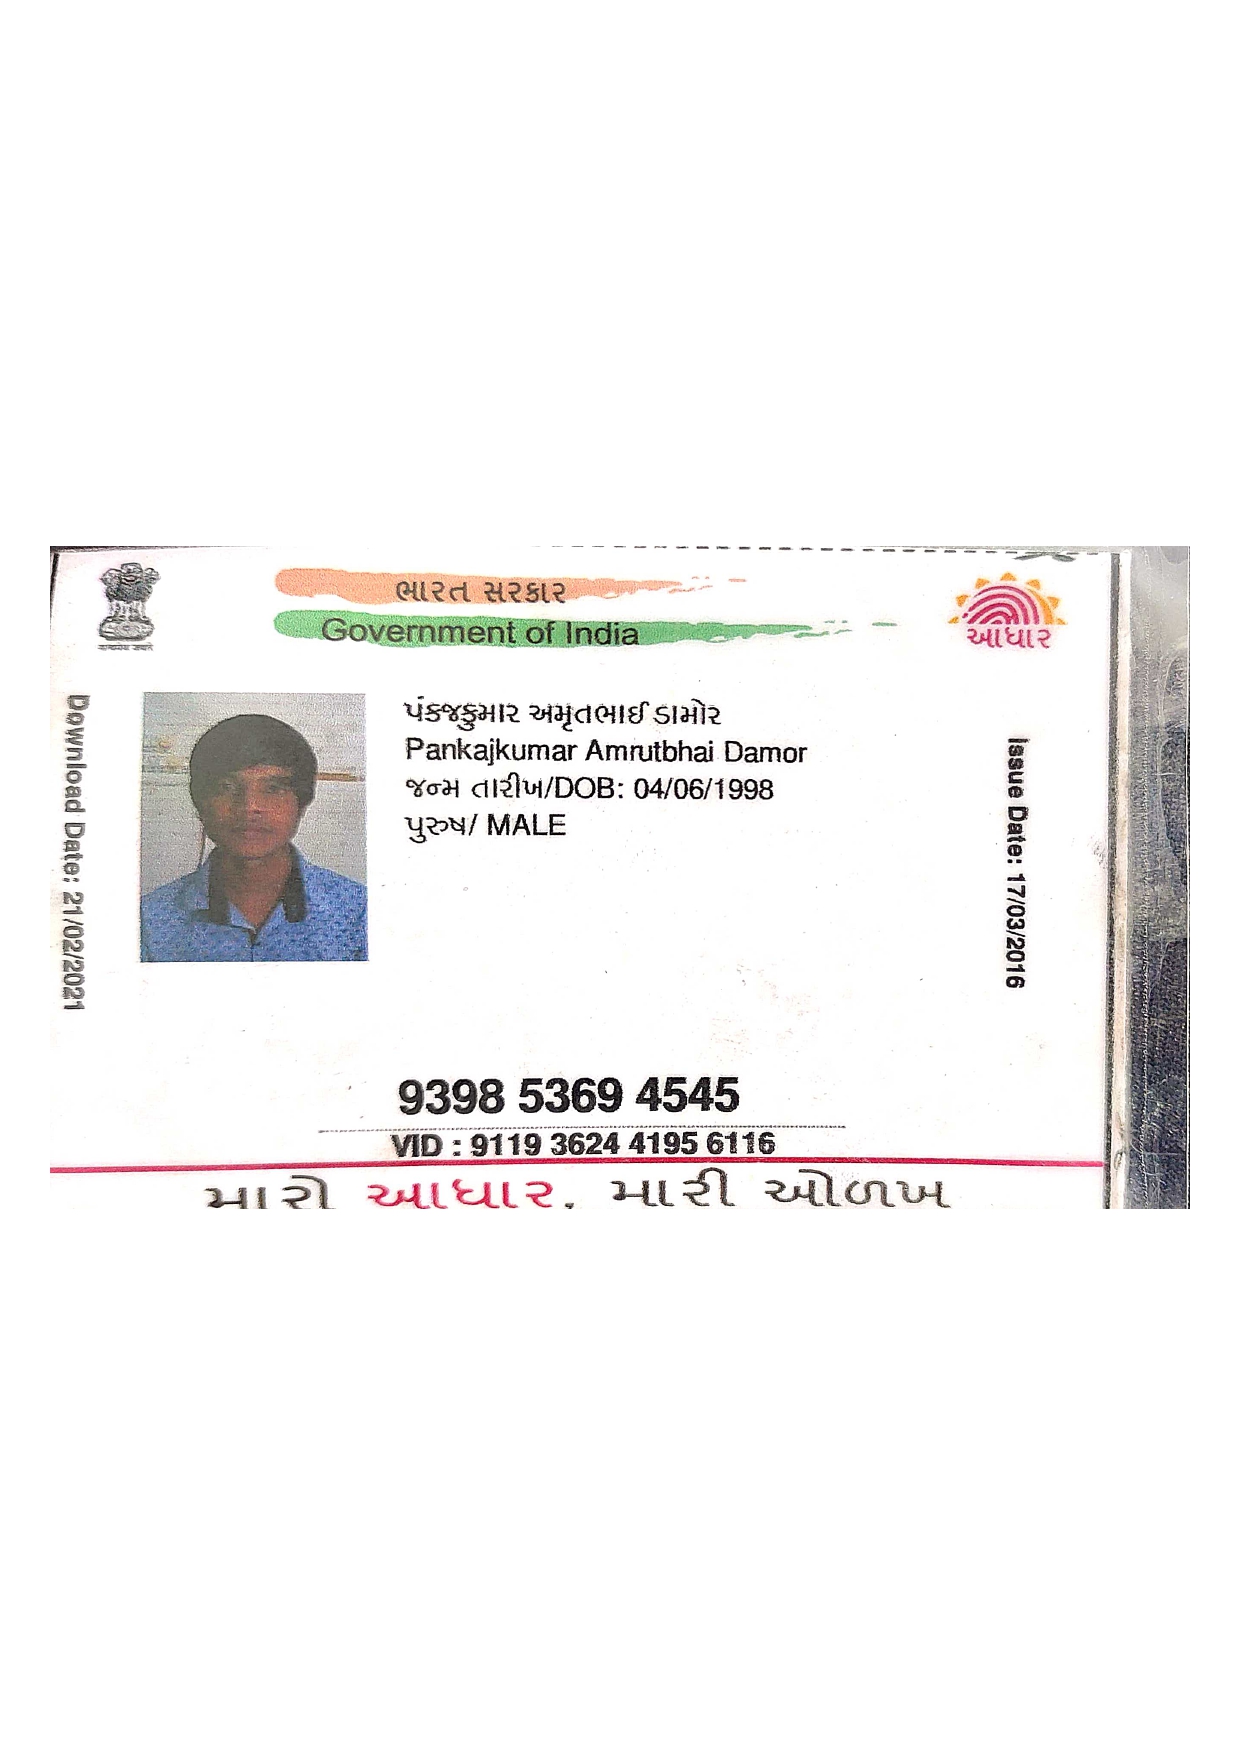 ભારત સરકાર
Government of India
આધાર
પંકજકુમાર અમૃતભાઈ ડામોર
Pankajkumar Amrutbhai Damor
જન્મ તારીખ/DOB: 04/06/1998
પુરુષ/ MALE
Download Date: 21/02/2021
Issue Date: 17/03/2016
9398 5369 4545
VID : 9119 3624 4195 6116
મારો આધાર, મારી ઓળખ